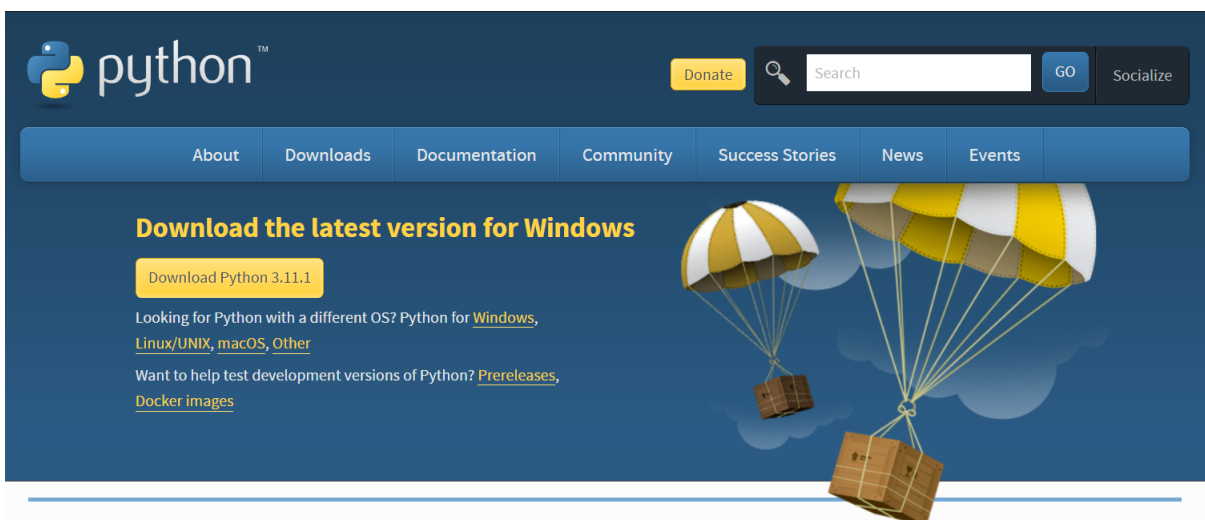 python™
Donate
Search
GO
Socialize
About Downloads Documentation Community Success Stories News Events
Download the latest version for Windows
Download Python 3.11.1
Looking for Python with a different OS? Python for Windows,
Linux/UNIX, macOS, Other
Want to help test development versions of Python? Prereleases,
Docker images